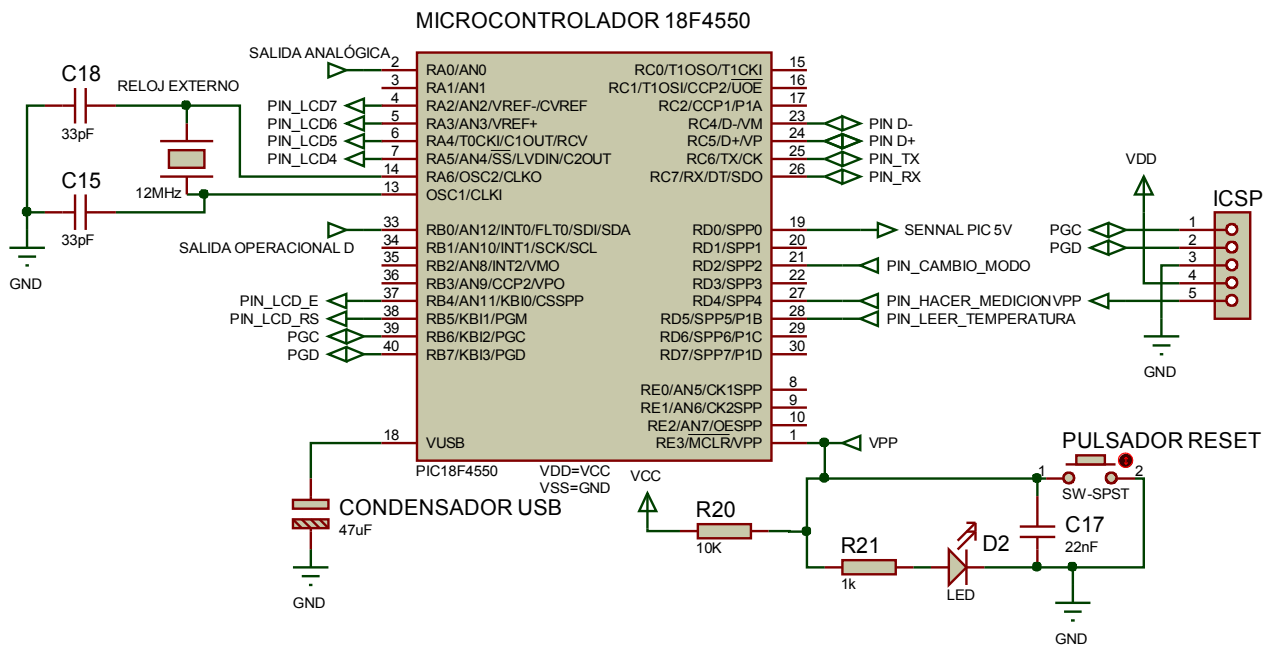 MICROCONTROLADOR 18F4550
SALIDA ANALÓGICA
C18
33pF
RELOJ EXTERNO
12MHz
C15
33pF
GND
PIN_LCD7
PIN_LCD6
PIN_LCD5
PIN_LCD4
SALIDA OPERACIONAL D
PIN_LCD_E
PIN_LCD_RS
PGC
PGD
2 RA0/AN0
3 RA1/AN1
4 RA2/AN2/VREF-/CVREF
5 RA3/AN3/VREF+
6 RA4/T0CKI/C1OUT/RCV
7 RA5/AN4/SS/LVDIN/C2OUT
14 RA6/OSC2/CLKO
13 OSC1/CLKI
33 RB0/AN12/INT0/FLT0/SDI/SDA
34 RB1/AN10/INT1/SCK/SCL
35 RB2/AN8/INT2/VMO
36 RB3/AN9/CCP2/VPO
37 RB4/AN11/KBI0/CSSPP
38 RB5/KBI1/PGM
39 RB6/KBI2/PGC
40 RB7/KBI3/PGD
18 VUSB
RC0/T1OSO/T1CKI 15
RC1/T1OSI/CCP2/UOE 16
RC2/CCP1/P1A 17
RC4/D-/VM 23
RC5/D+/VP 24
RC6/TX/CK 25
RC7/RX/DT/SDO 26
RD0/SPP0 19
RD1/SPP1 20
RD2/SPP2 21
RD3/SPP3 22
RD4/SPP4 27
RD5/SPP5/P1B 28
RD6/SPP6/P1C 29
RD7/SPP7/P1D 30
RE0/AN5/CK1SPP 8
RE1/AN6/CK2SPP 9
RE2/AN7/OESPP 10
RE3/MCLR/VPP 1
PIN D-
PIN D+
PIN_TX
PIN_RX
SENNAL PIC 5V
PIN_CAMBIO_MODO
PIN_HACER_MEDICION
PIN_LEER_TEMPERATURA
VPP
VDD
ICSP
PGC
PGD
VPP
1
2
3
4
5
GND
PIC18F4550
VDD=VCC
VSS=GND
CONDENSADOR USB
47uF
GND
VCC
R20
10K
R21
1k
D2
LED
C17
22nF
PULSADOR RESET
1
2
SW-SPST
GND